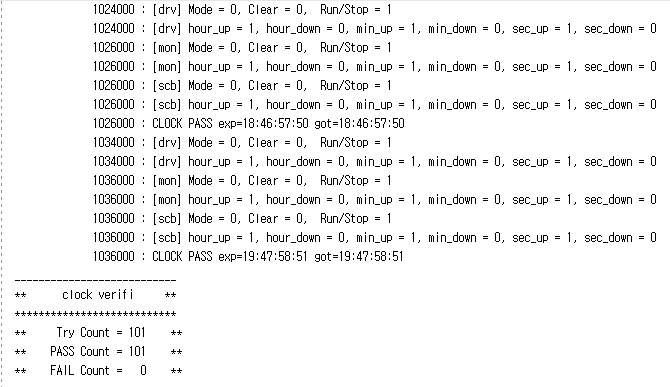 1024000 : [drv] Mode = 0, Clear = 0,  Run/Stop = 1
1024000 : [drv] hour_up = 1, hour_down = 0, min_up = 1, min_down = 0, sec_up = 1, sec_down = 0
1026000 : [mon] Mode = 0, Clear = 0,  Run/Stop = 1
1026000 : [mon] hour_up = 1, hour_down = 0, min_up = 1, min_down = 0, sec_up = 1, sec_down = 0
1026000 : [scb] Mode = 0, Clear = 0,  Run/Stop = 1
1026000 : [scb] hour_up = 1, hour_down = 0, min_up = 1, min_down = 0, sec_up = 1, sec_down = 0
1026000 : CLOCK PASS exp=18:46:57:50 got=18:46:57:50
1034000 : [drv] Mode = 0, Clear = 0,  Run/Stop = 1
1034000 : [drv] hour_up = 1, hour_down = 0, min_up = 1, min_down = 0, sec_up = 1, sec_down = 0
1036000 : [mon] Mode = 0, Clear = 0,  Run/Stop = 1
1036000 : [mon] hour_up = 1, hour_down = 0, min_up = 1, min_down = 0, sec_up = 1, sec_down = 0
1036000 : [scb] Mode = 0, Clear = 0,  Run/Stop = 1
1036000 : [scb] hour_up = 1, hour_down = 0, min_up = 1, min_down = 0, sec_up = 1, sec_down = 0
1036000 : CLOCK PASS exp=19:47:58:51 got=19:47:58:51
---------------------------
**      clock verifi     **
***************************
**     Try Count = 101    **
**    PASS Count = 101    **
**    FAIL Count =   0    **